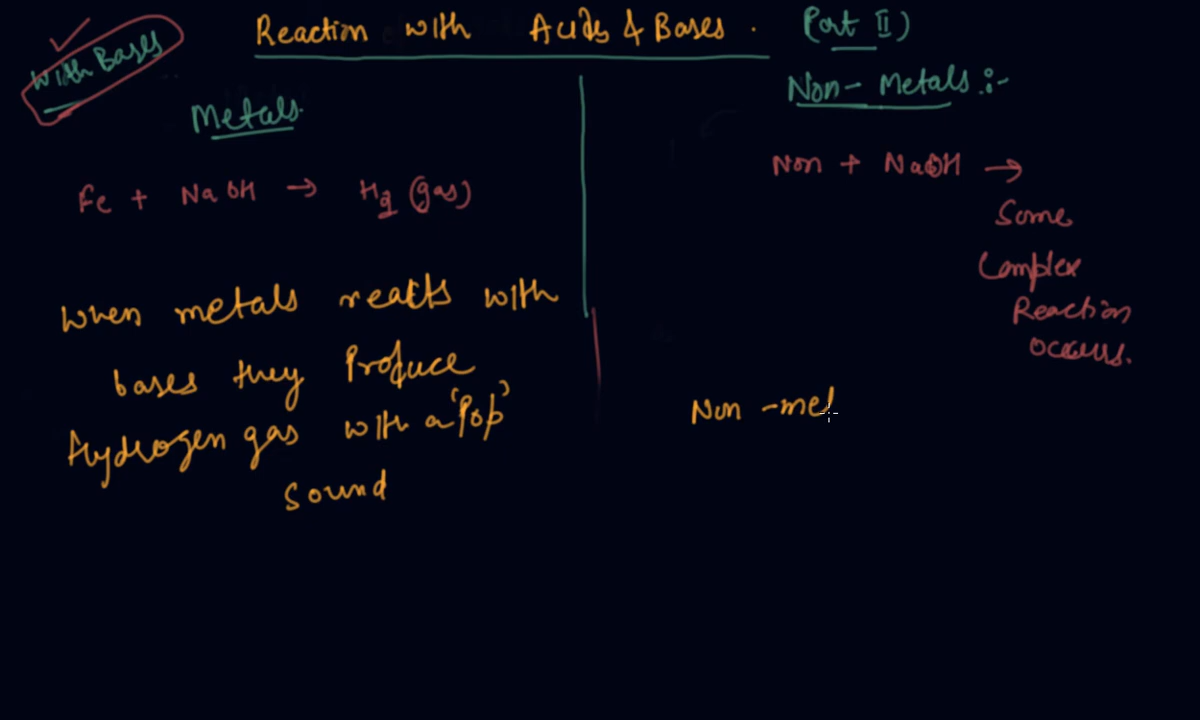 Reaction with Acids & Bases. Part II)
With Bases
Metals
Fe + NaOH → Hg (gas)
When metals reacts with
bases they Produce
Hydrogen gas with a 'Pop'
Sound
Non-Metals :-
Non + NaOH →
Some
Complex
Reaction
occurs.
Non-met